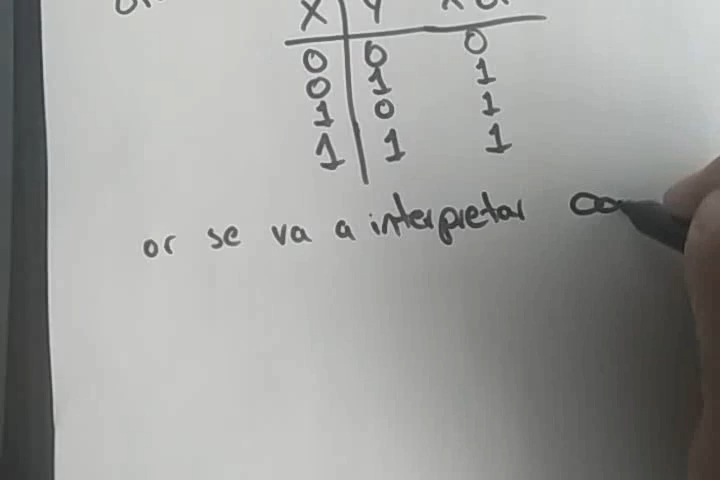 X Y
0 0 0
0 1 1
1 0 1
1 1 1
or se va a interpretar